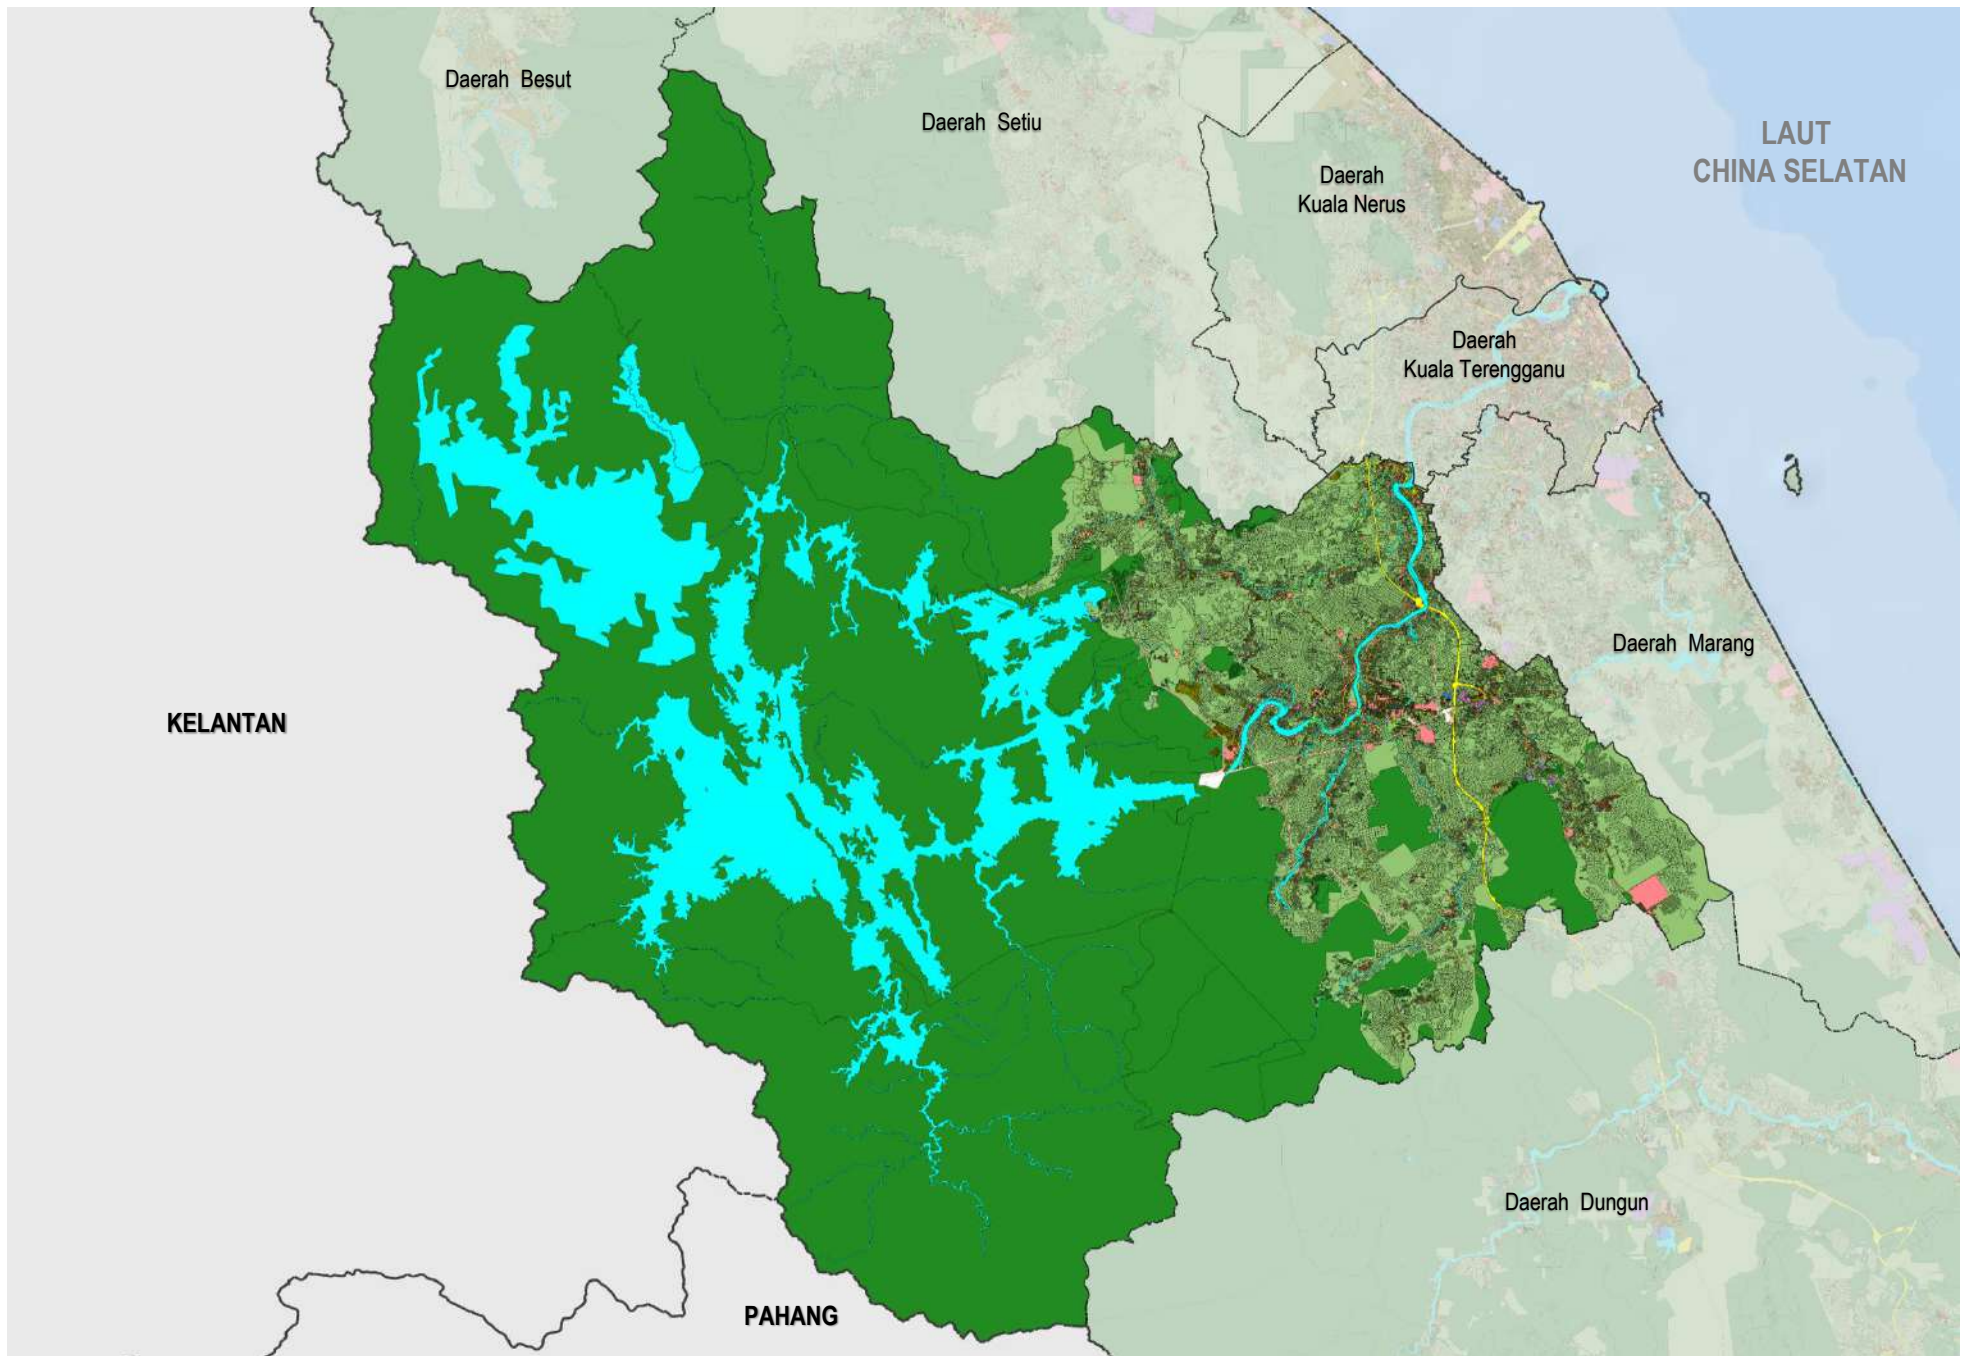 Daerah Besut
Daerah Setiu
LAUT
CHINA SELATAN
Daerah
Kuala Nerus
Daerah
Kuala Terengganu
Daerah Marang
KELANTAN
Daerah Dungun
PAHANG